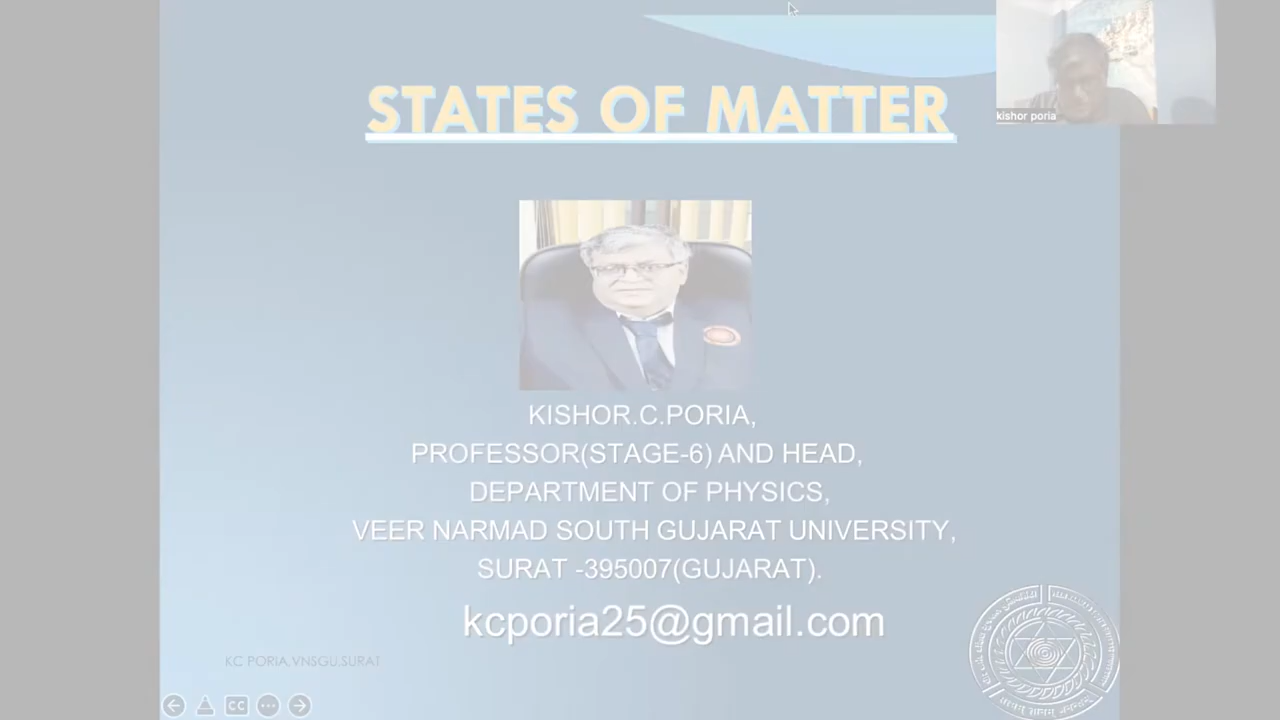 STATES OF MATTER
kishor poria
KISHOR.C.PORIA,
PROFESSOR(STAGE-6) AND HEAD,
DEPARTMENT OF PHYSICS,
VEER NARMAD SOUTH GUJARAT UNIVERSITY,
SURAT -395007(GUJARAT).
kcporia25@gmail.com
KC PORIA,VNSGU,SURAT
CC